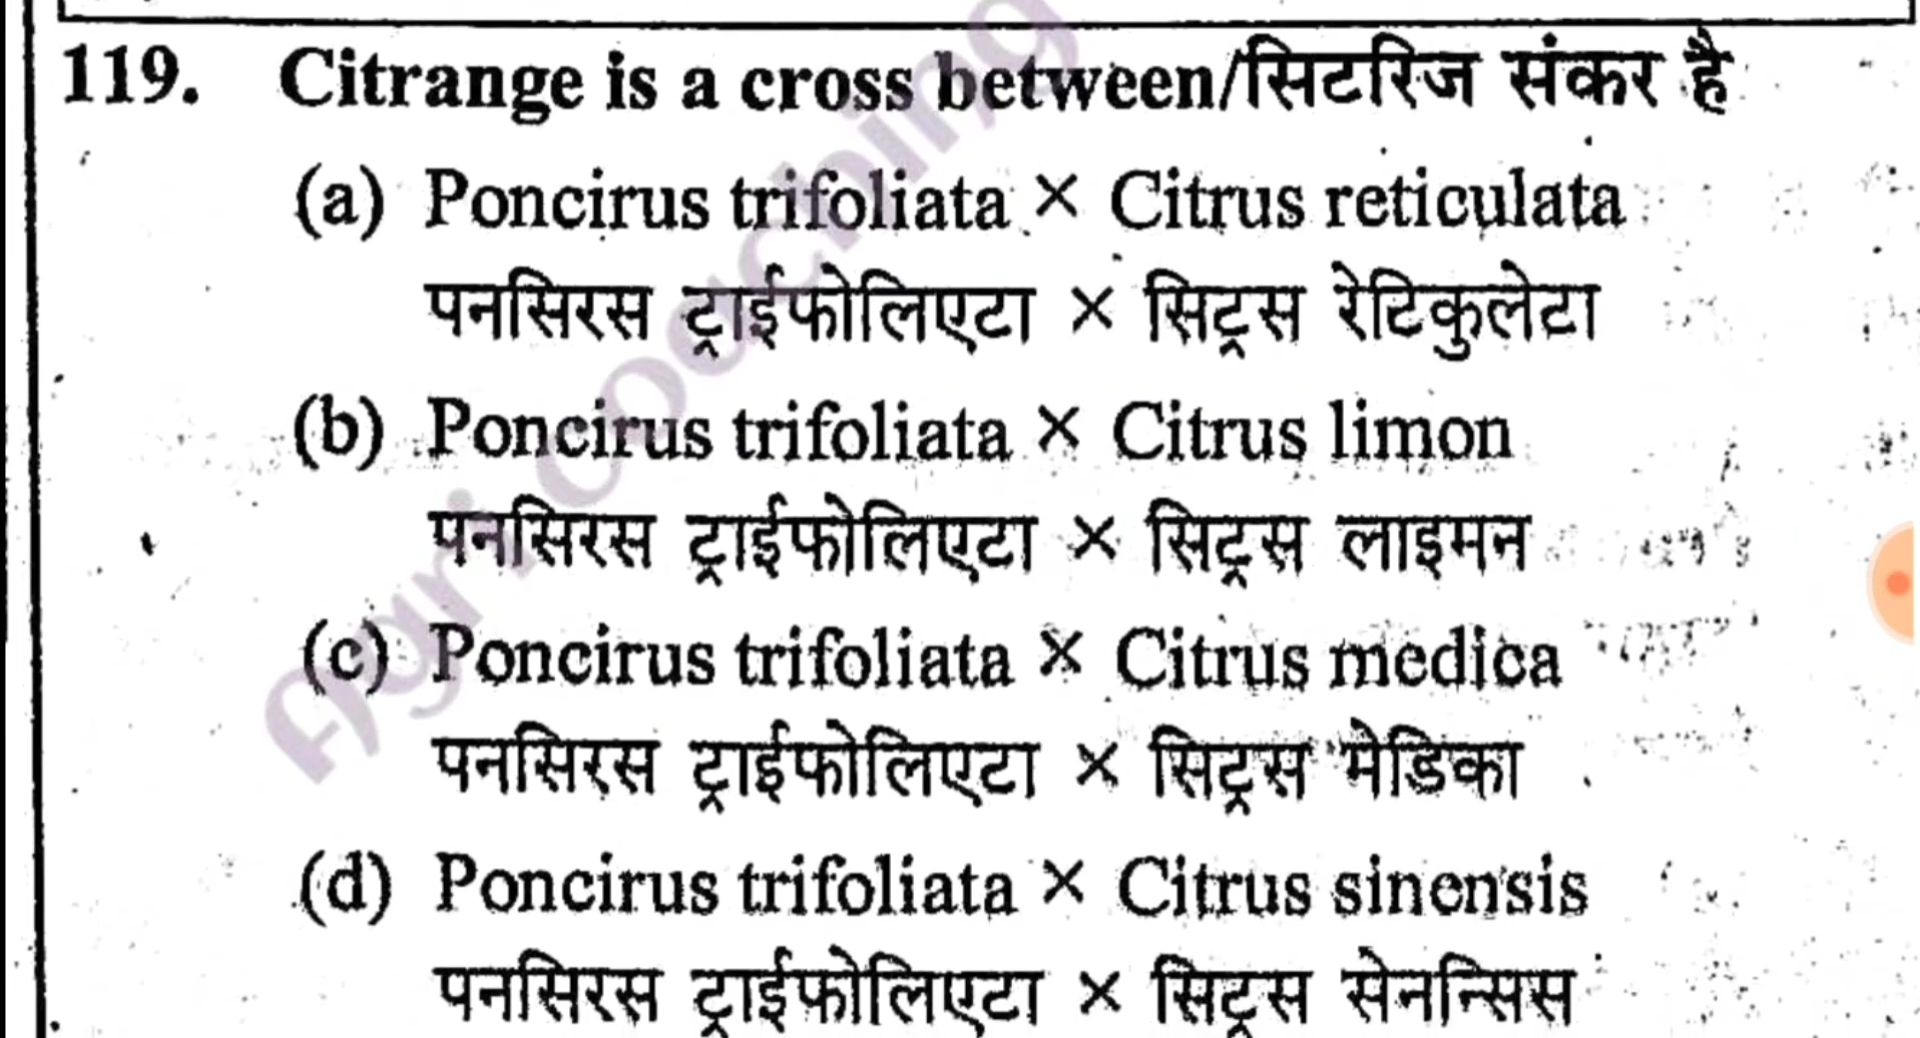 119. Citrange is a cross between/सिटरिज संकर है
(a) Poncirus trifoliata × Citrus reticulata
पनसिरस ट्राईफोलिएटा × सिट्रस रेटिकुलेटा
(b) Poncirus trifoliata × Citrus limon
पनसिरस ट्राईफोलिएटा × सिट्रस लाइमन
(c) Poncirus trifoliata × Citrus medica
पनसिरस ट्राईफोलिएटा × सिट्रस मेडिका
(d) Poncirus trifoliata × Citrus sinensis
पनसिरस ट्राईफोलिएटा × सिट्रस सेनन्सिस
Agri Coaching